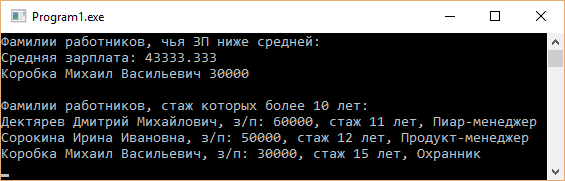 Program1.exe
Фамилии работников, чья ЗП ниже средней:
Средняя зарплата: 43333.333
Коробка Михаил Васильевич 30000
Фамилии работников, стаж которых более 10 лет:
Дектярев Дмитрий Михайлович, з/п: 60000, стаж 11 лет, Пиар-менеджер
Сорокина Ирина Ивановна, з/п: 50000, стаж 12 лет, Продукт-менеджер
Коробка Михаил Васильевич, з/п: 30000, стаж 15 лет, Охранник